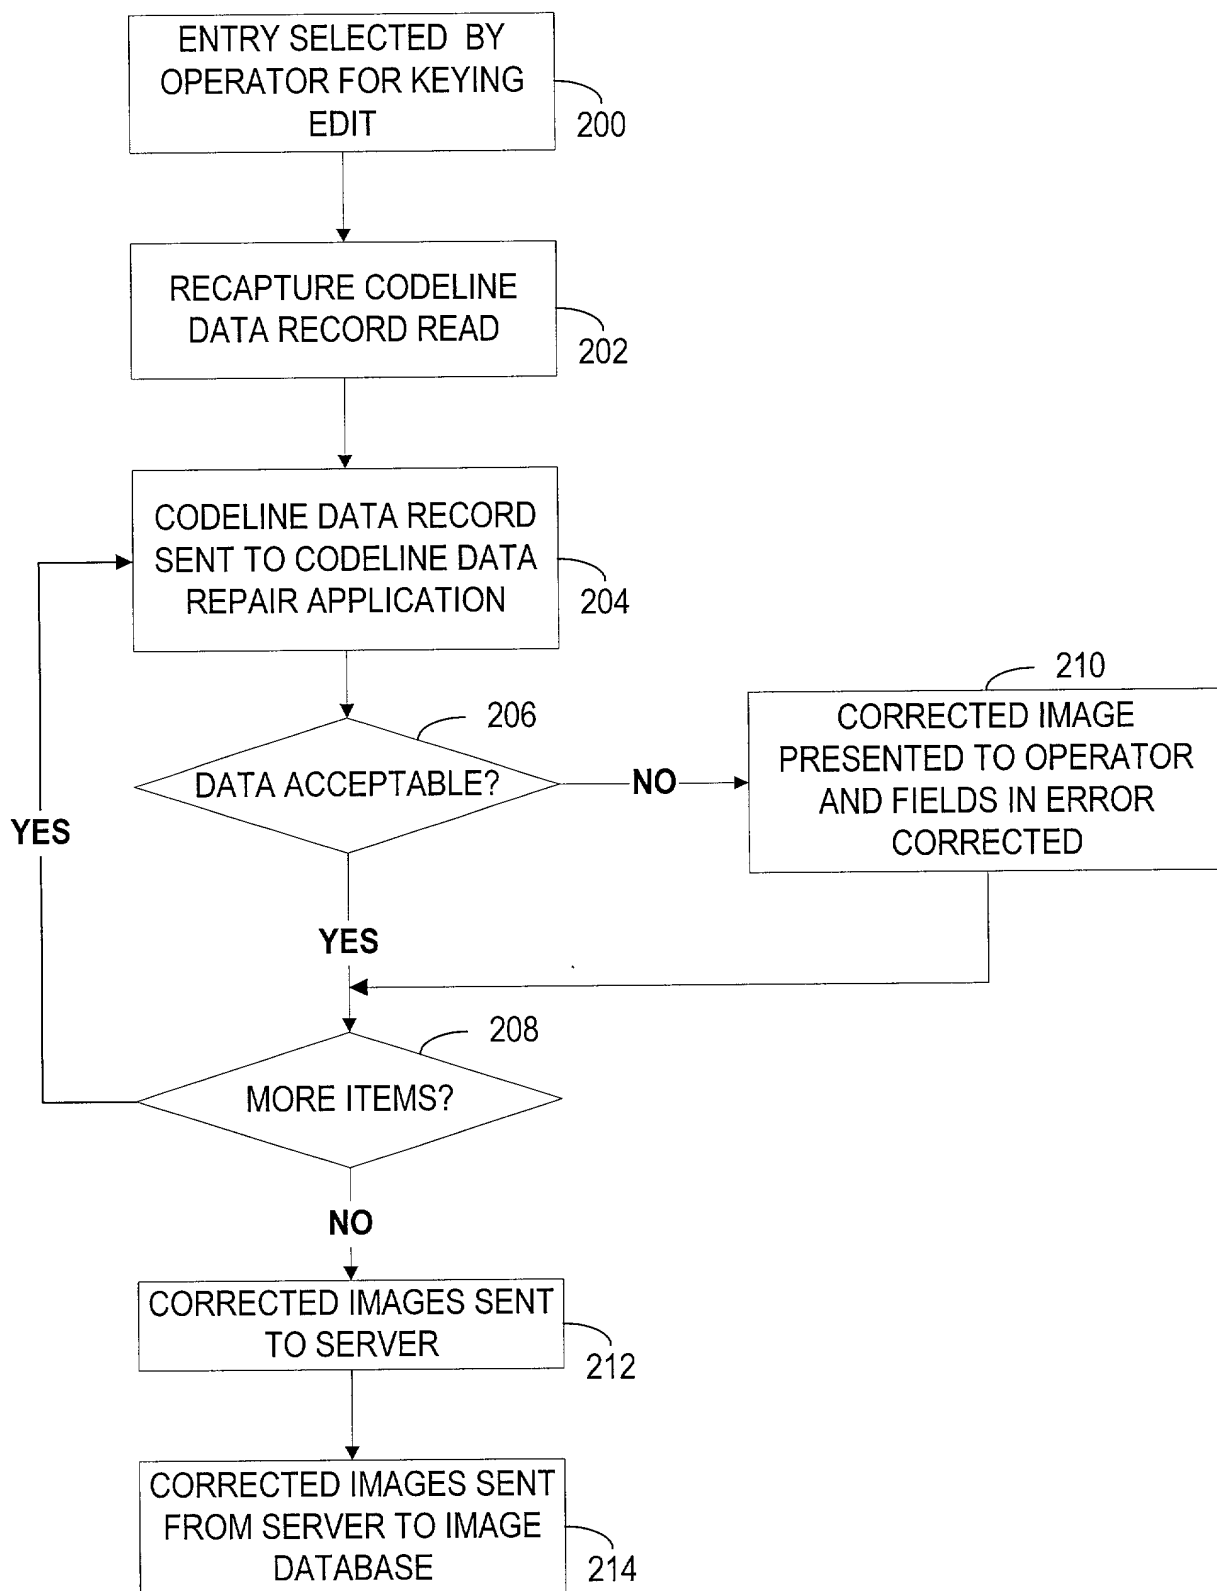 ENTRY SELECTED BY
OPERATOR FOR KEYING
EDIT
200
RECAPTURE CODELINE
DATA RECORD READ
202
CODELINE DATA RECORD
SENT TO CODELINE DATA
REPAIR APPLICATION
204
206
DATA ACCEPTABLE?
NO
210
CORRECTED IMAGE
PRESENTED TO OPERATOR
AND FIELDS IN ERROR
CORRECTED
YES
YES
208
MORE ITEMS?
NO
CORRECTED IMAGES SENT
TO SERVER
212
CORRECTED IMAGES SENT
FROM SERVER TO IMAGE
DATABASE
214